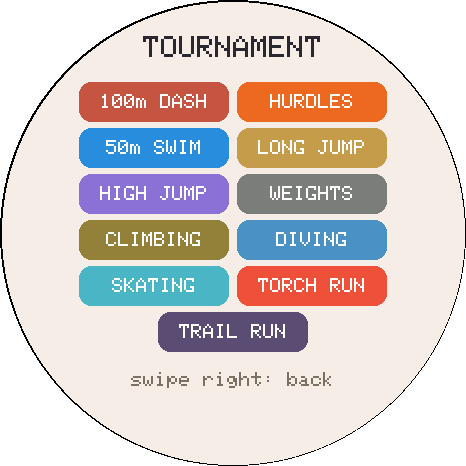 TOURNAMENT
100m DASH HURDLES
50m SWIM LONG JUMP
HIGH JUMP WEIGHTS
CLIMBING DIVING
SKATING TORCH RUN
TRAIL RUN
swipe right: back